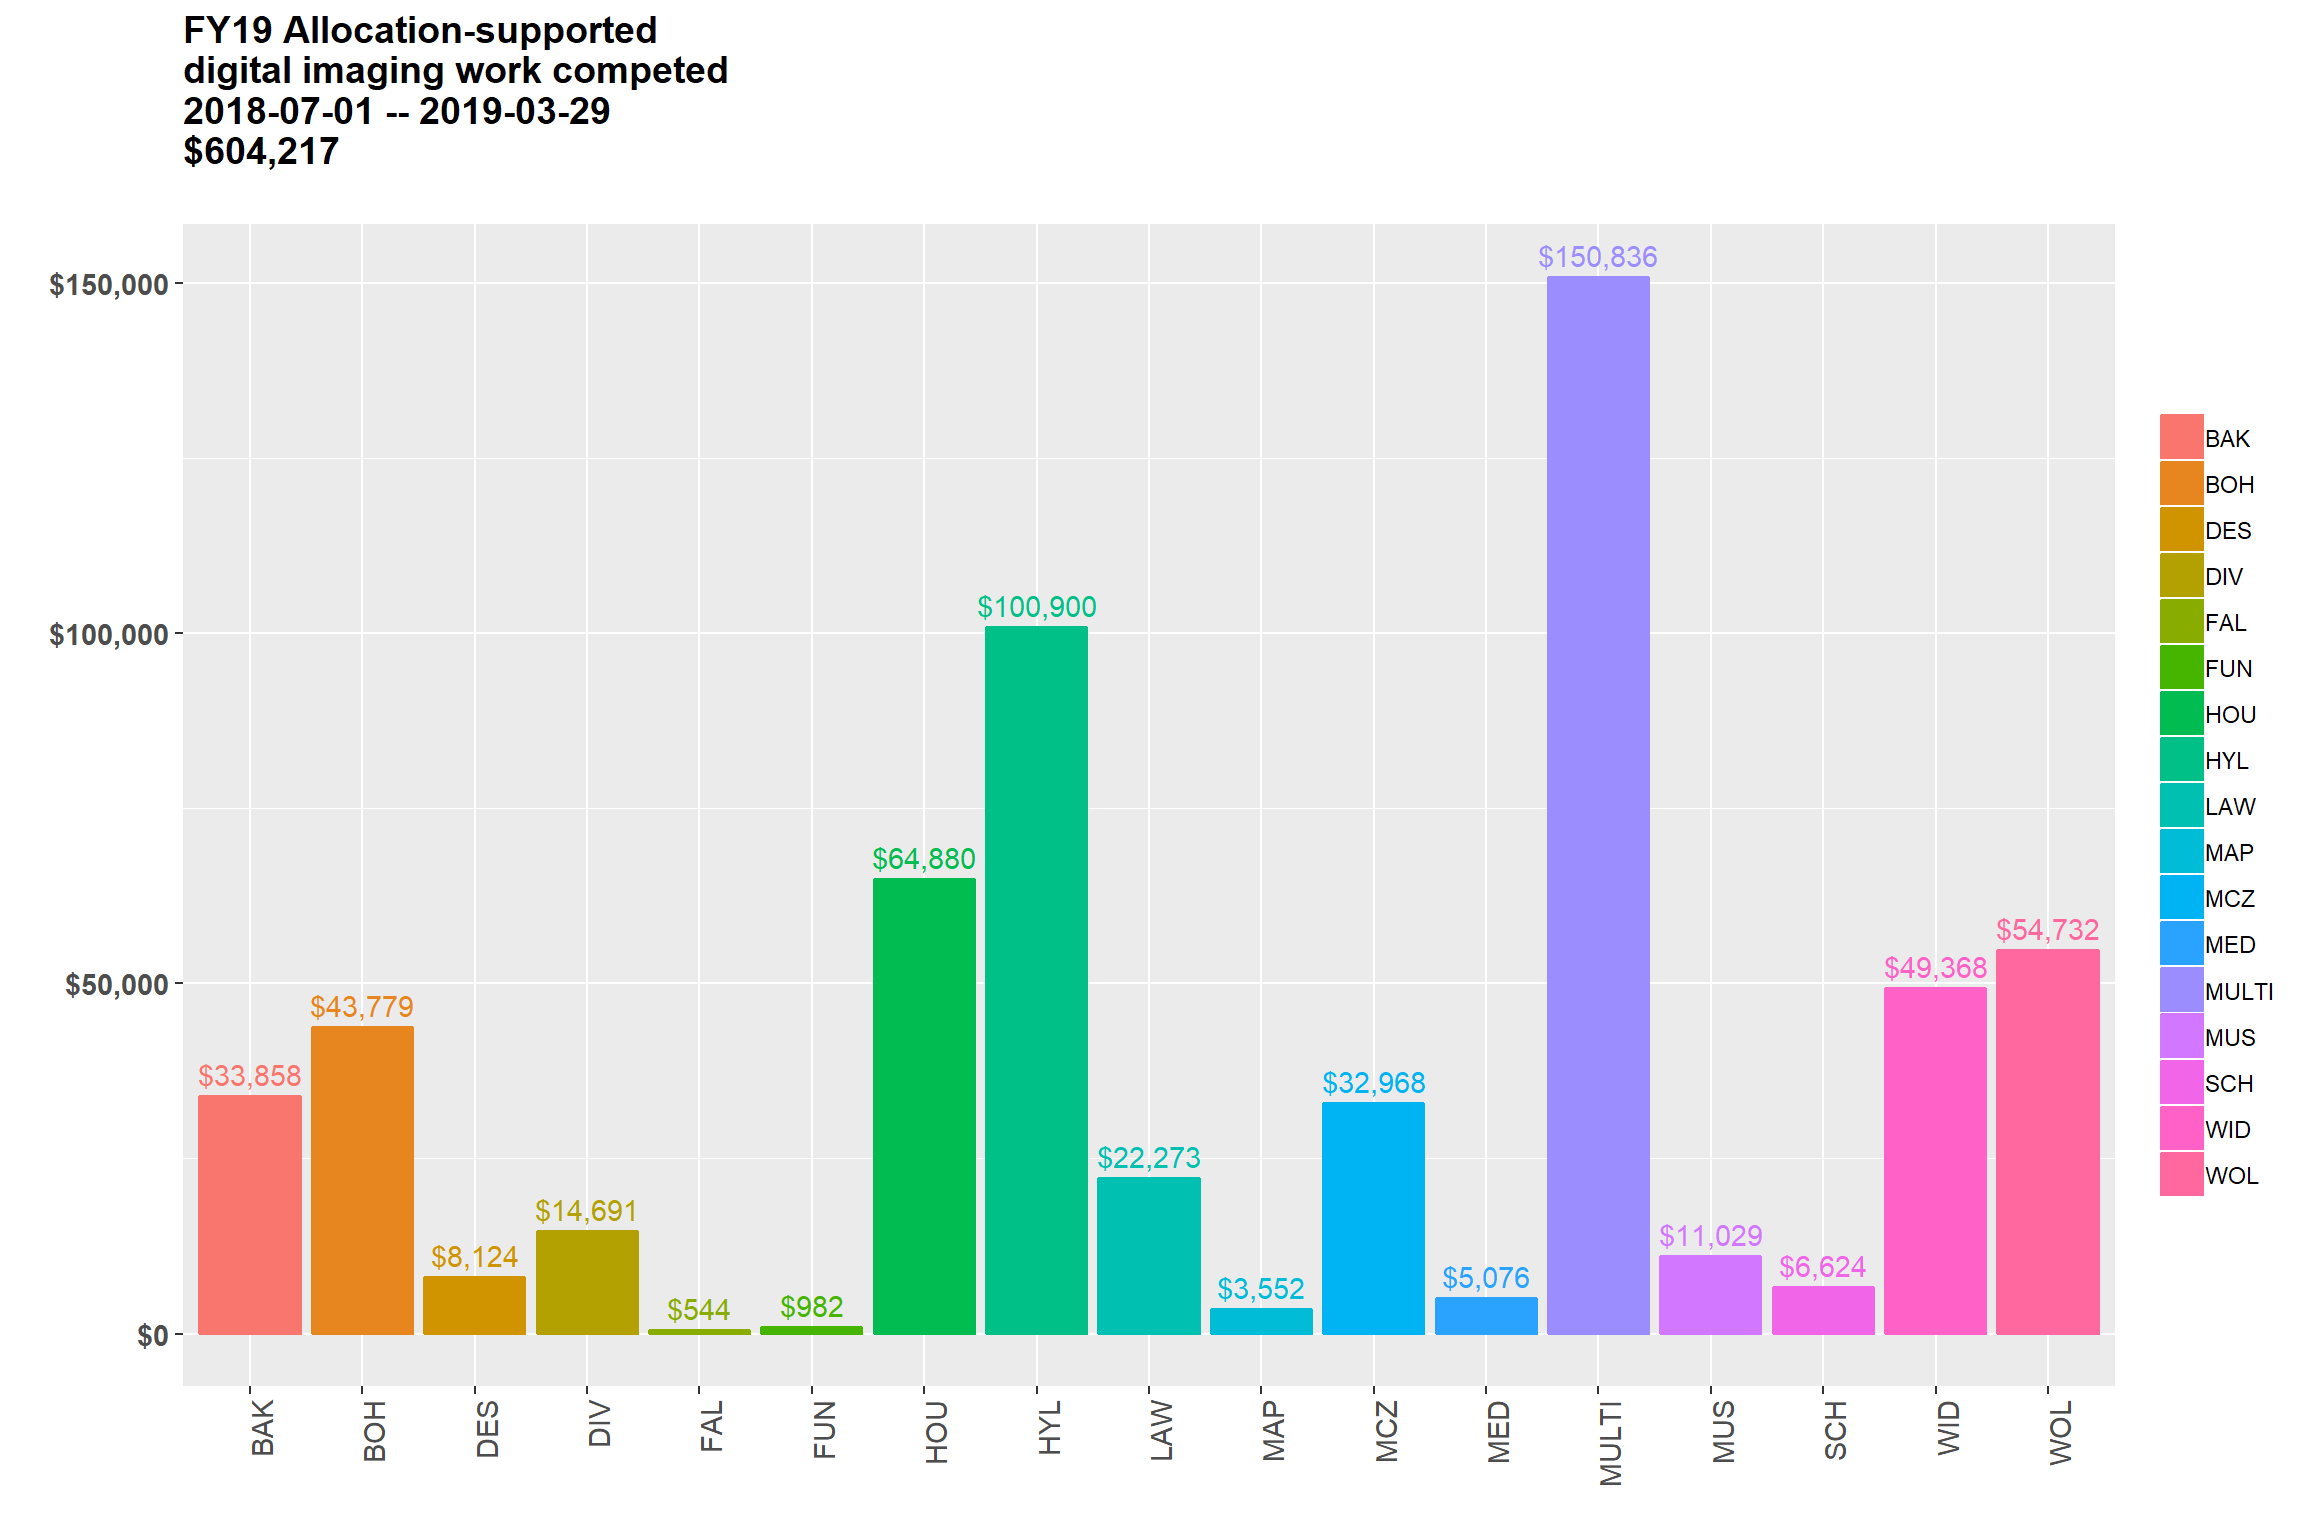 FY19 Allocation-supported
digital imaging work competed
2018-07-01 -- 2019-03-29
$604,217
$150,000
$100,000
$50,000
$0
$33,858
$43,779
$8,124
$14,691
$544
$982
$64,880
$100,900
$22,273
$3,552
$32,968
$5,076
$150,836
$11,029
$6,624
$49,368
$54,732
BAK
BOH
DES
DIV
FAL
FUN
HOU
HYL
LAW
MAP
MCZ
MED
MULTI
MUS
SCH
WID
WOL
BAK
BOH
DES
DIV
FAL
FUN
HOU
HYL
LAW
MAP
MCZ
MED
MULTI
MUS
SCH
WID
WOL